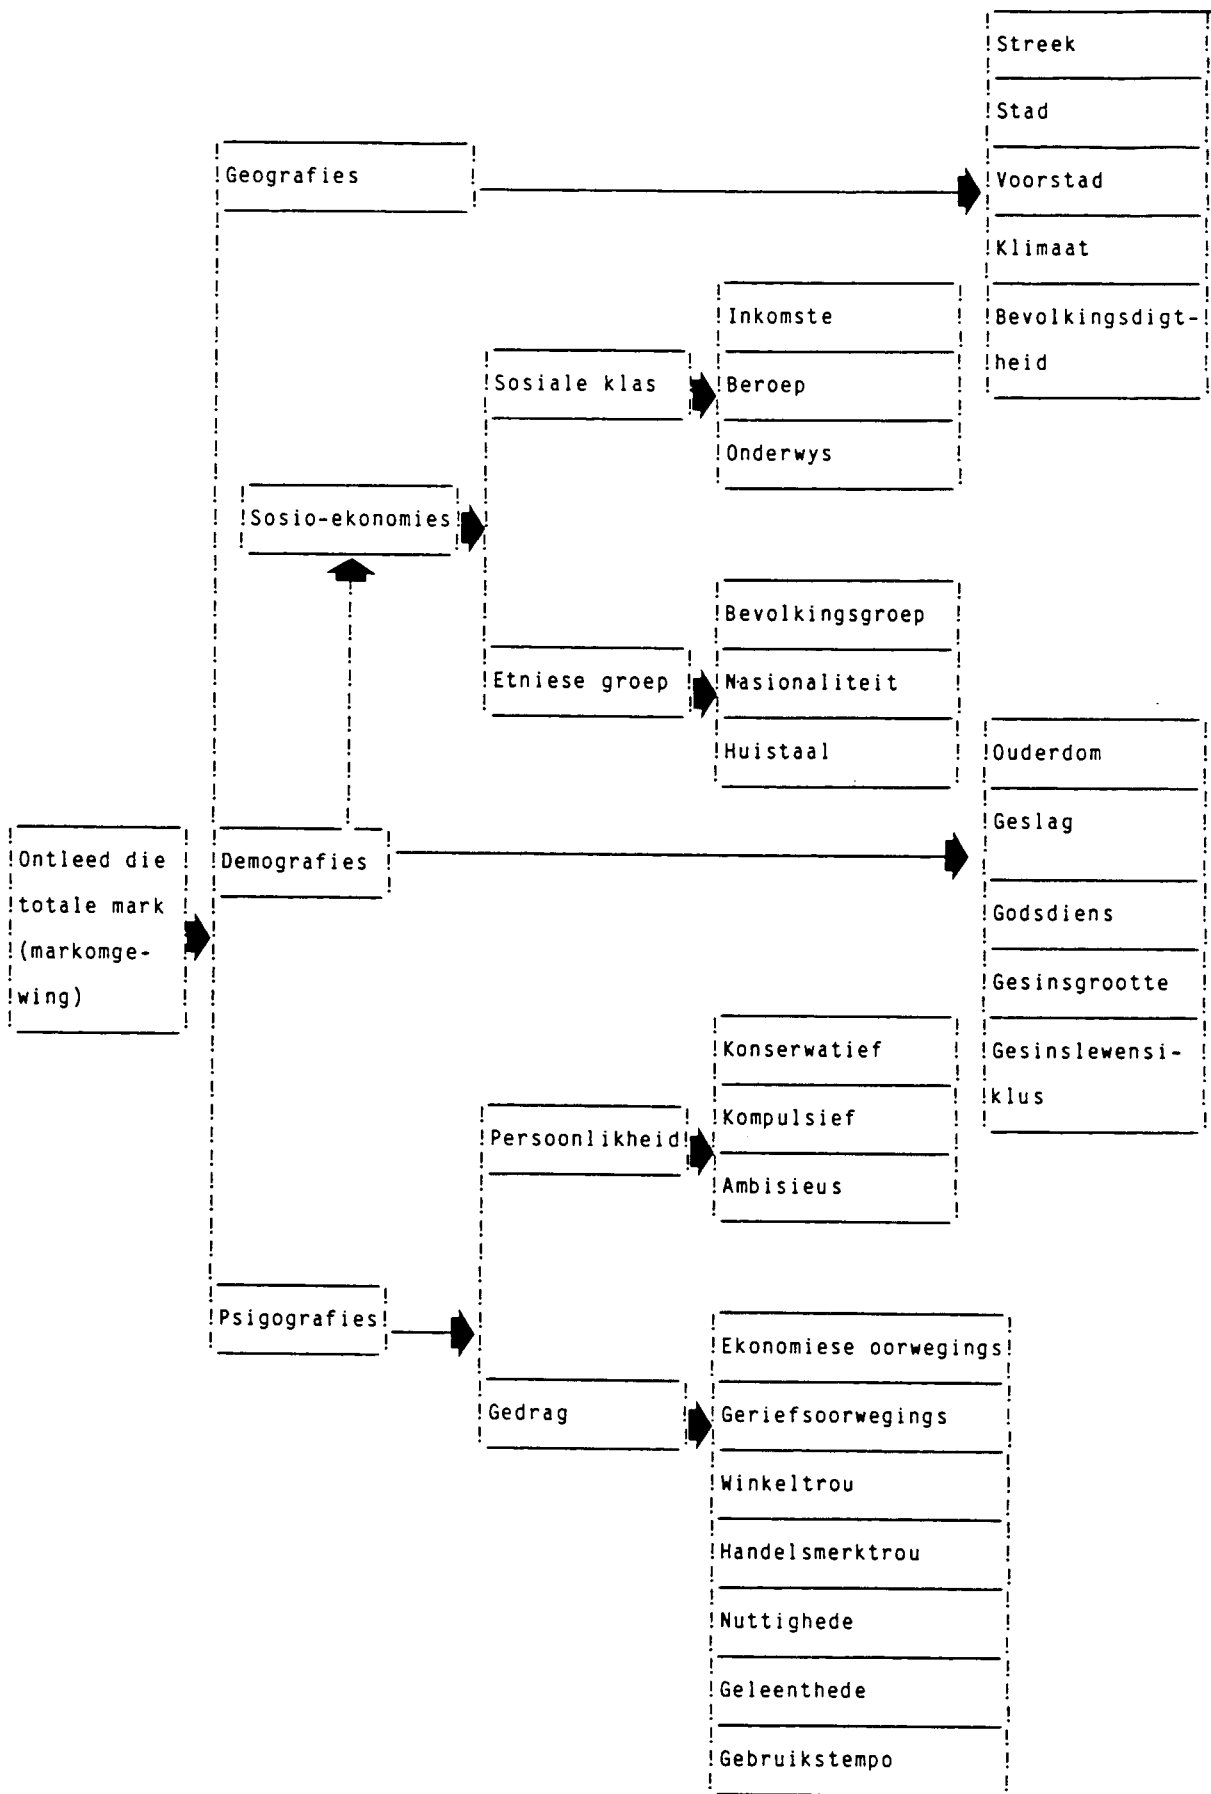 Streek
Stad
Geografies
Voorstad
Klimaat
Bevolkingsdigt-
heid
Inkomste
Sosiale klas
Beroep
Onderwys
Sosio-ekonomies
Bevolkingsgroep
Etniese groep
Nasionaliteit
Huistaal
Ontleed die
totale mark
(markomge-
wing)
Demografies
Ouderdom
Geslag
Godsdiens
Gesinsgrootte
Gesinslewensi-
klus
Konserwatief
Persoonlikheid
Kompulsief
Ambisieus
Psigografies
Ekonomiese oorwegings
Gedrag
Geriefsoorwegings
Winkeltrou
Handelsmerktrou
Nuttighede
Geleenthede
Gebruikstempo